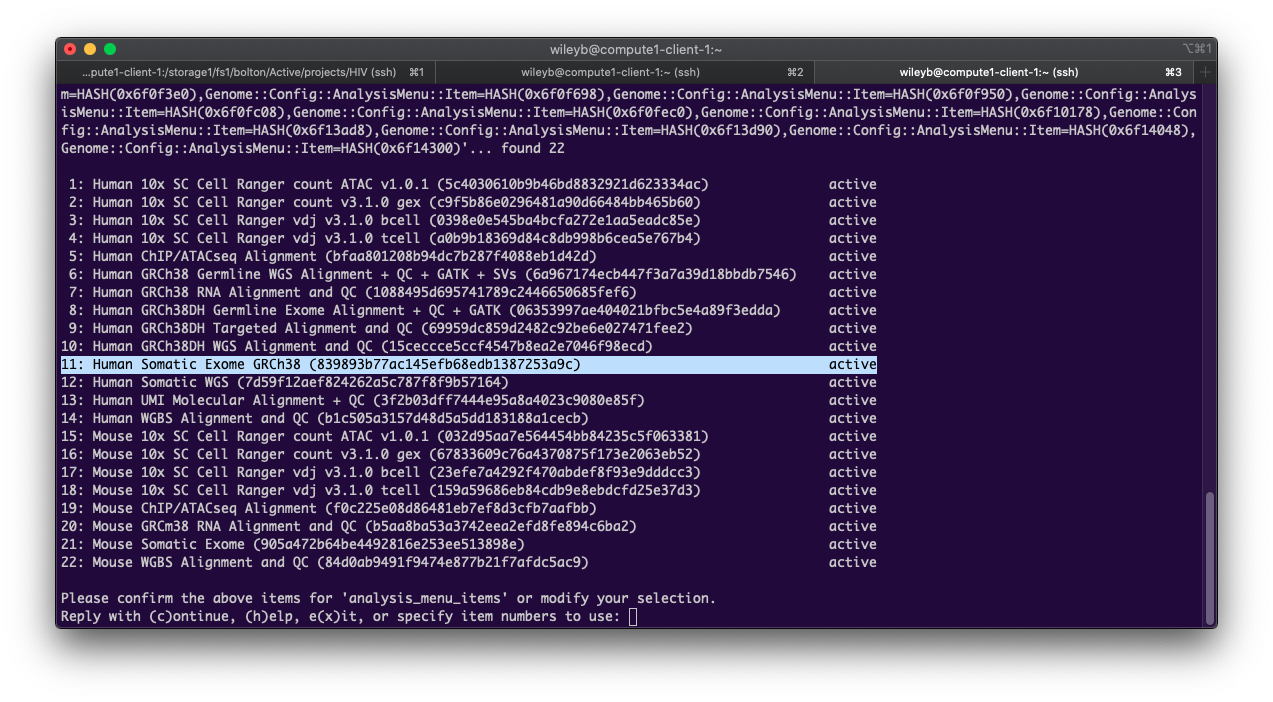 wileyb@compute1-client-1:~
⌥⌘1
...pute1-client-1:/storage1/fs1/bolton/Active/projects/HIV (ssh) ⌘1
wileyb@compute1-client-1:~ (ssh) ⌘2
wileyb@compute1-client-1:~ (ssh) ⌘3
m=HASH(0x6f0f3e0),Genome::Config::AnalysisMenu::Item=HASH(0x6f0f698),Genome::Config::AnalysisMenu::Item=HASH(0x6f0f950),Genome::Config::Analys
isMenu::Item=HASH(0x6f0fc08),Genome::Config::AnalysisMenu::Item=HASH(0x6f0fec0),Genome::Config::AnalysisMenu::Item=HASH(0x6f10178),Genome::Con
fig::AnalysisMenu::Item=HASH(0x6f13ad8),Genome::Config::AnalysisMenu::Item=HASH(0x6f13d90),Genome::Config::AnalysisMenu::Item=HASH(0x6f14048),
Genome::Config::AnalysisMenu::Item=HASH(0x6f14300)'... found 22
1: Human 10x SC Cell Ranger count ATAC v1.0.1 (5c4030610b9b46bd8832921d623334ac) active
2: Human 10x SC Cell Ranger count v3.1.0 gex (c9f5b86e0296481a90d66484bb465b60) active
3: Human 10x SC Cell Ranger vdj v3.1.0 bcell (0398e0e545ba4bcfa272e1aa5eadc85e) active
4: Human 10x SC Cell Ranger vdj v3.1.0 tcell (a0b9b18369d84c8db998b6cea5e767b4) active
5: Human ChIP/ATACseq Alignment (bfaa801208b94dc7b287f4088eb1d42d) active
6: Human GRCh38 Germline WGS Alignment + QC + GATK + SVs (6a967174ecb447f3a7a39d18bbdb7546) active
7: Human GRCh38 RNA Alignment and QC (1088495d695741789c2446650685fef6) active
8: Human GRCh38DH Germline Exome Alignment + QC + GATK (06353997ae404021bfbc5e4a89f3edda) active
9: Human GRCh38DH Targeted Alignment and QC (69959dc859d2482c92be6e027471fee2) active
10: Human GRCh38DH WGS Alignment and QC (15ceccce5ccf4547b8ea2e7046f98ecd) active
11: Human Somatic Exome GRCh38 (839893b77ac145efb68edb1387253a9c) active
12: Human Somatic WGS (7d59f12aef824262a5c787f8f9b57164) active
13: Human UMI Molecular Alignment + QC (3f2b03dff7444e95a8a4023c9080e85f) active
14: Human WGBS Alignment and QC (b1c505a3157d48d5a5dd183188a1cecb) active
15: Mouse 10x SC Cell Ranger count ATAC v1.0.1 (032d95aa7e564454bb84235c5f063381) active
16: Mouse 10x SC Cell Ranger count v3.1.0 gex (67833609c76a4370875f173e2063eb52) active
17: Mouse 10x SC Cell Ranger vdj v3.1.0 bcell (23efe7a4292f470abdef8f93e9dddcc3) active
18: Mouse 10x SC Cell Ranger vdj v3.1.0 tcell (159a59686eb84cdb9e8ebdcfd25e37d3) active
19: Mouse ChIP/ATACseq Alignment (f0c225e08d86481eb7ef8d3cfb7aafbb) active
20: Mouse GRCm38 RNA Alignment and QC (b5aa8ba53a3742eea2efd8fe894c6ba2) active
21: Mouse Somatic Exome (905a472b64be4492816e253ee513898e) active
22: Mouse WGBS Alignment and QC (84d0ab9491f9474e877b21f7afdc5ac9) active
Please confirm the above items for 'analysis_menu_items' or modify your selection.
Reply with (c)ontinue, (h)elp, e(x)it, or specify item numbers to use: